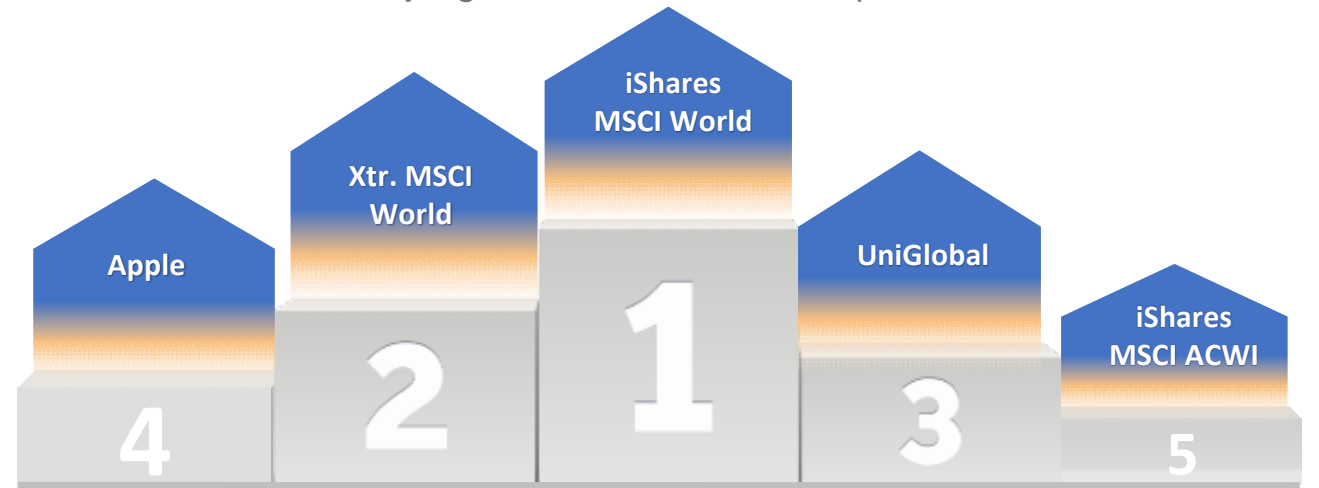 iShares
MSCI World
Xtr. MSCI
World
UniGlobal
Apple
iShares
MSCI ACWI
1
2
3
4
5